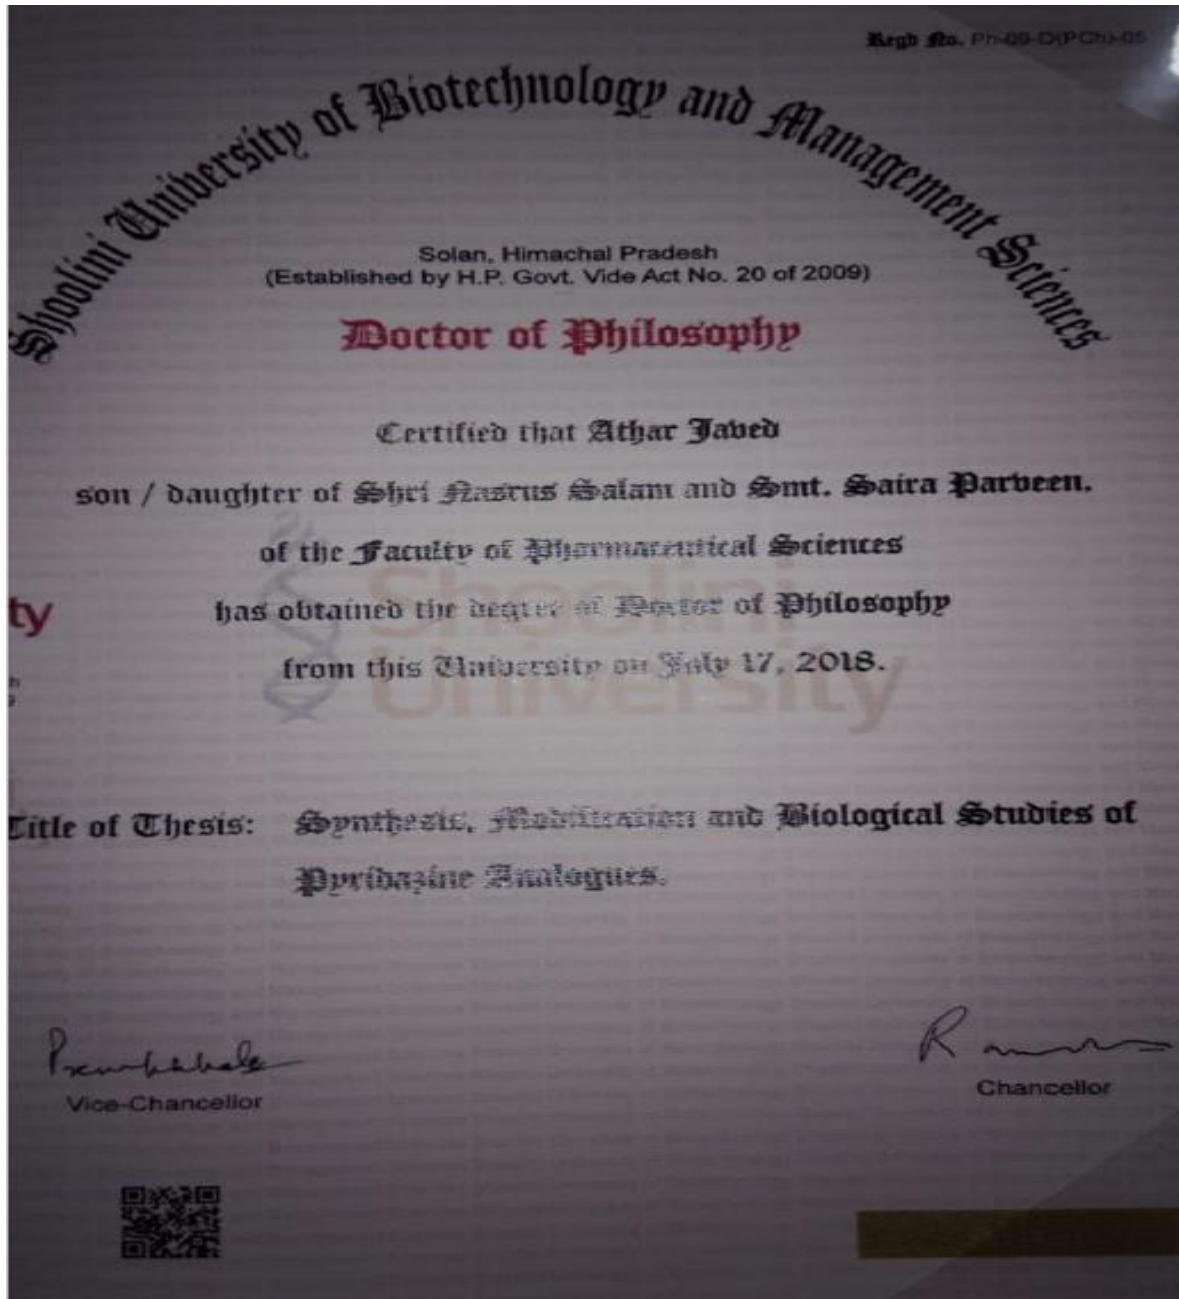 Regd No. Ph-09-D(PCh)-05
Shoolini University of Biotechnology and Management Sciences
Solan, Himachal Pradesh
(Established by H.P. Govt. Vide Act No. 20 of 2009)
Doctor of Philosophy
Certified that Athar Javed
son / daughter of Shri Nasrus Salam and Smt. Saira Parveen.
of the Faculty of Pharmaceutical Sciences
has obtained the degree of Doctor of Philosophy
from this University on July 17, 2018.
Shoolini
University
ty
Title of Thesis: Synthesis, Modification and Biological Studies of
Pyridazine Analogues.
Vice-Chancellor
Chancellor